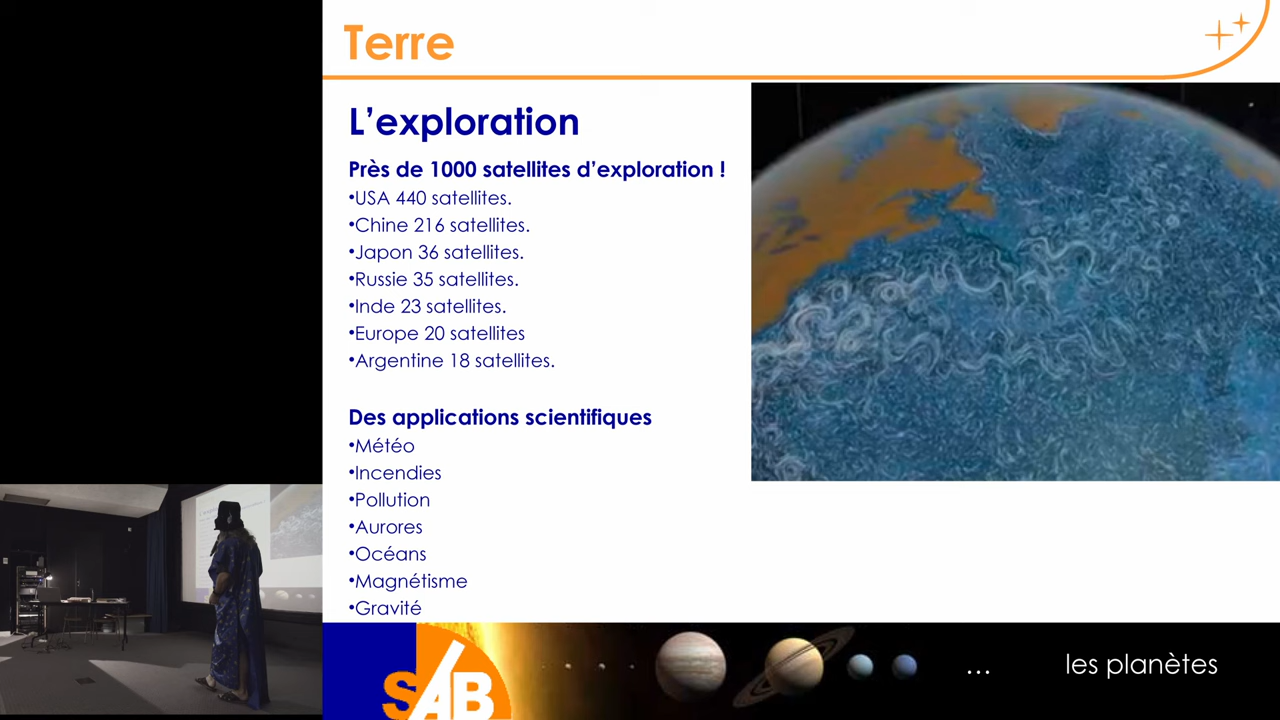 Terre
L'exploration
Près de 1000 satellites d'exploration !
•USA 440 satellites.
•Chine 216 satellites.
•Japon 36 satellites.
•Russie 35 satellites.
•Inde 23 satellites.
•Europe 20 satellites
•Argentine 18 satellites.
Des applications scientifiques
•Météo
•Incendies
•Pollution
•Aurores
•Océans
•Magnétisme
•Gravité
SAB
... les planètes